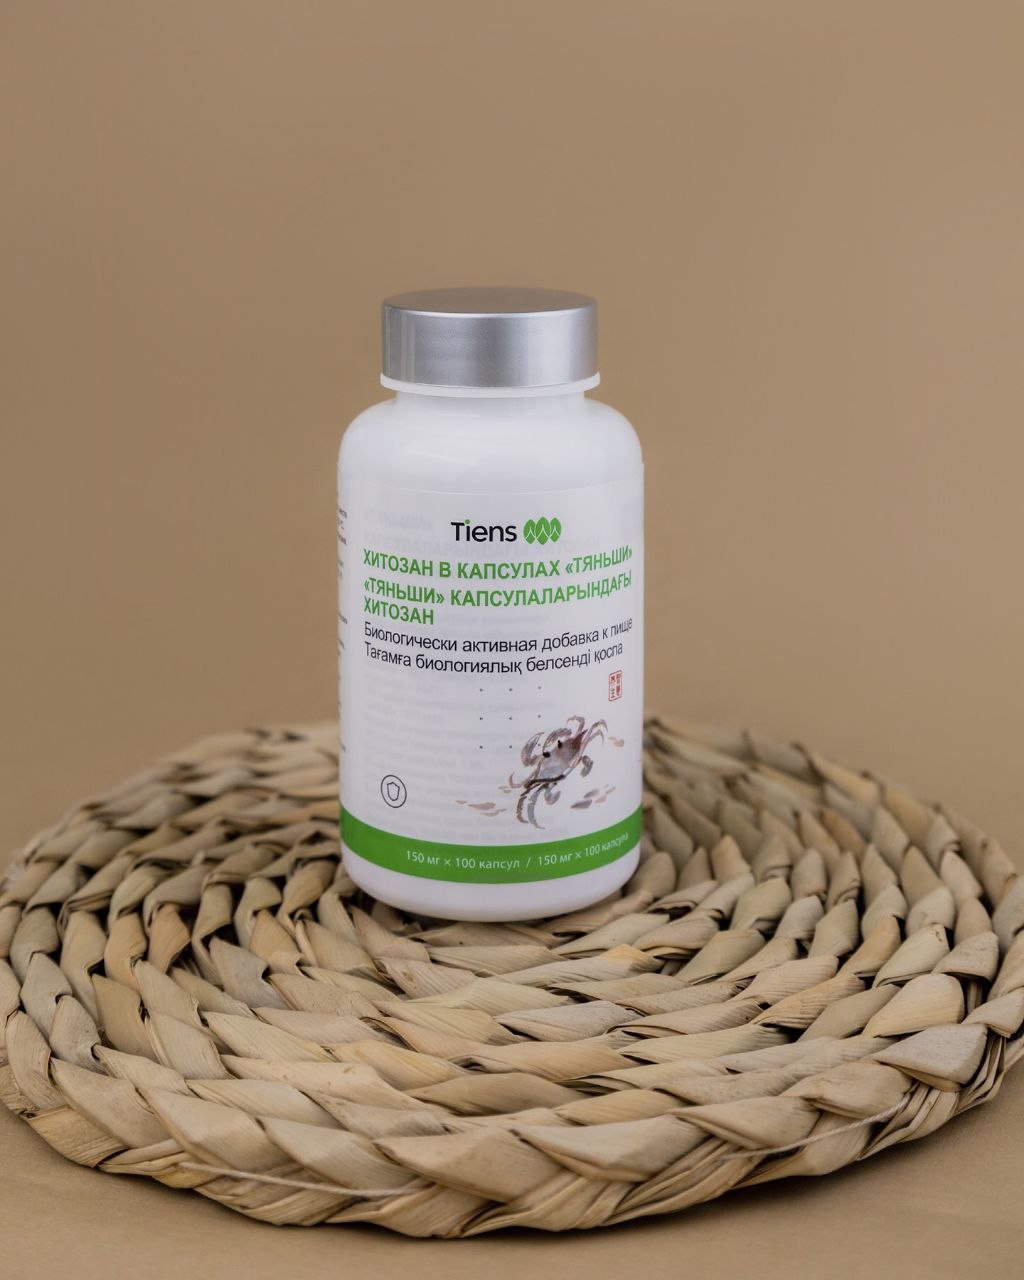 Tiens
ХИТОЗАН В КАПСУЛАХ «ТЯНЬШИ»
«ТЯНЬШИ» КАПСУЛАЛАРЫНДАҒЫ
ХИТОЗАН
Биологически активная добавка к пище
Тағамға биологиялық белсенді қоспа
150 мг × 100 капсул / 150 мг × 100 капсула